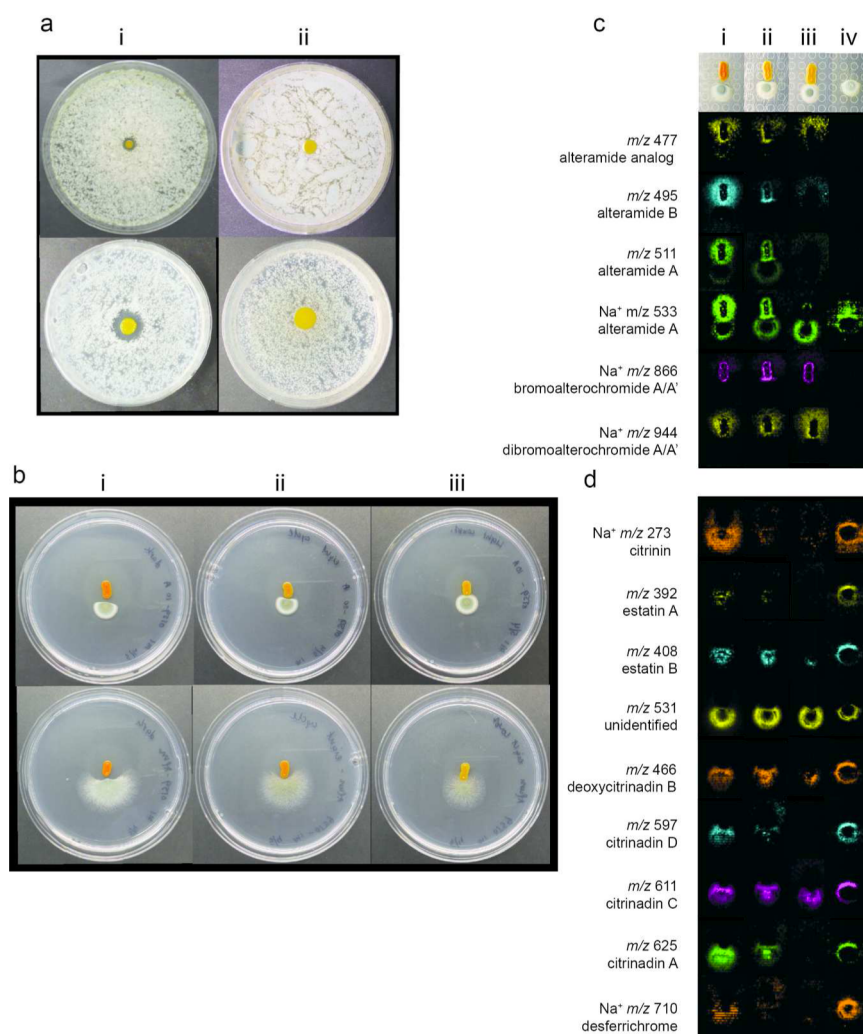 a
i ii
b
i ii iii
c
i ii iii iv
m/z 477
alteramide analog
m/z 495
alteramide B
m/z 511
alteramide A
Na⁺ m/z 533
alteramide A
Na⁺ m/z 866
bromoalterochromide A/A'
Na⁺ m/z 944
dibromoalterochromide A/A'
d
Na⁺ m/z 273
citrinin
m/z 392
estatin A
m/z 408
estatin B
m/z 531
unidentified
m/z 466
deoxycitrinadin B
m/z 597
citrinadin D
m/z 611
citrinadin C
m/z 625
citrinadin A
Na⁺ m/z 710
desferrichrome